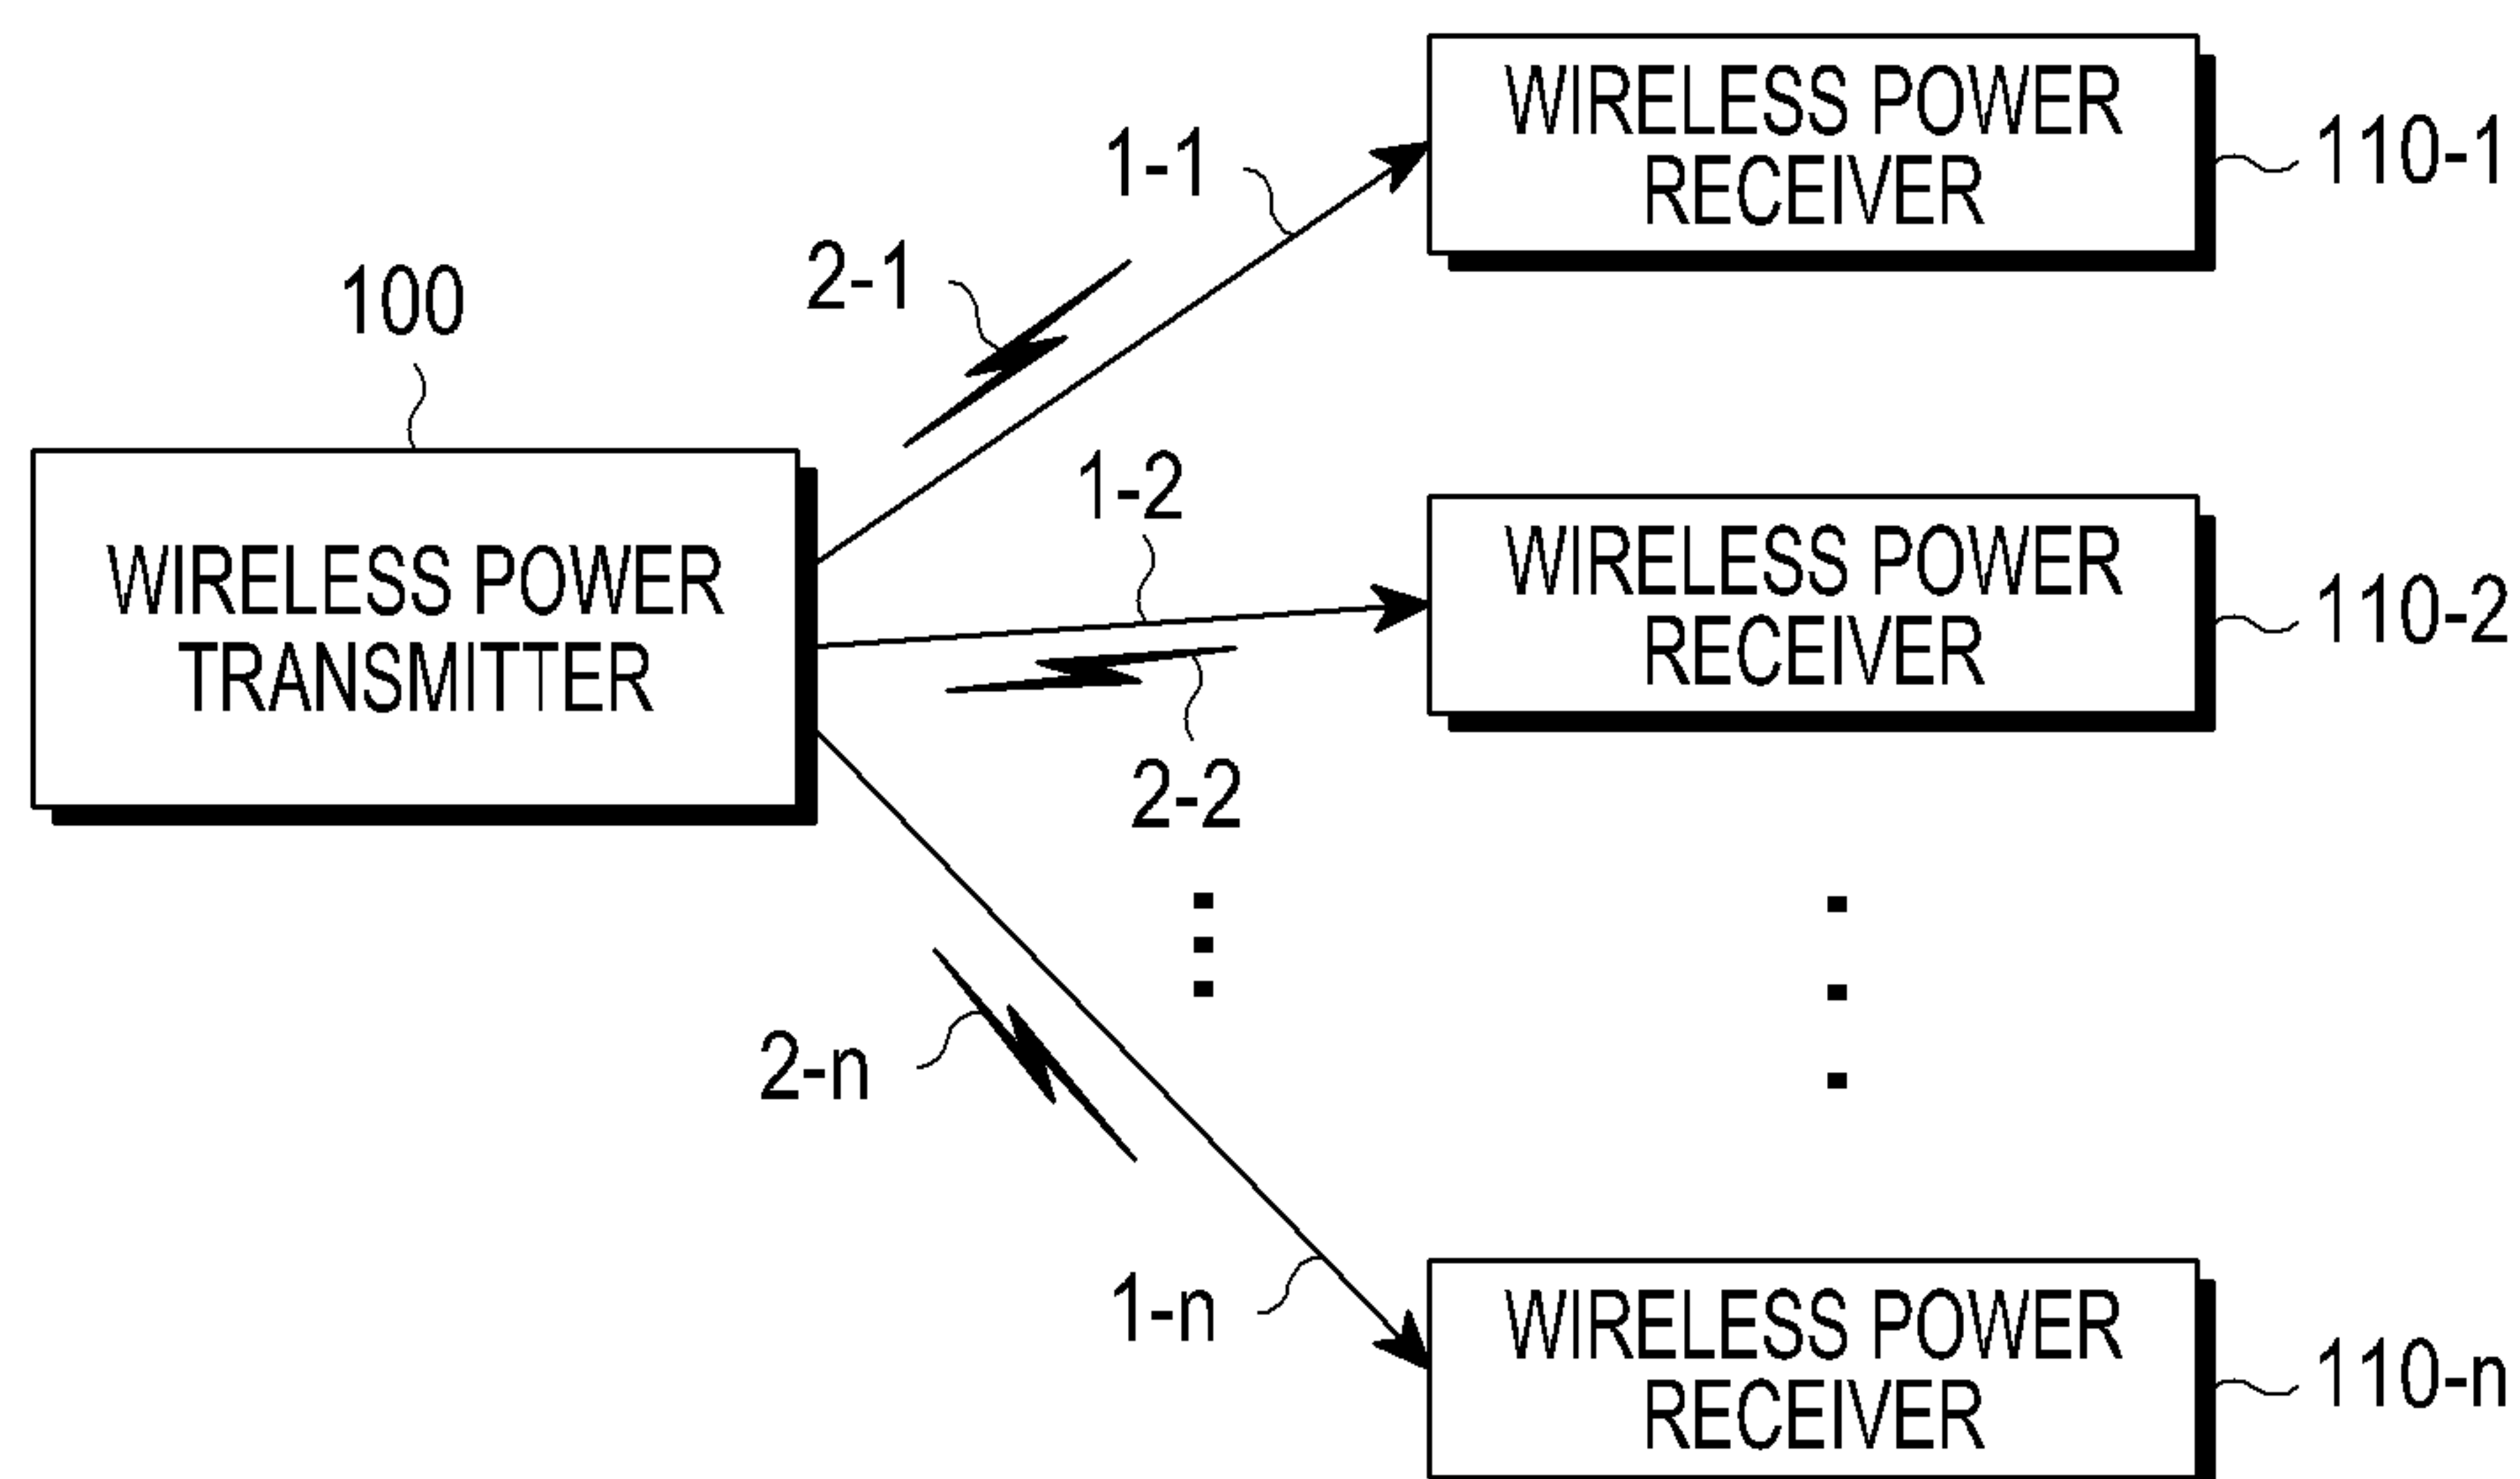 WIRELESS POWER
RECEIVER
110-1
1-1
2-1
100
WIRELESS POWER
TRANSMITTER
1-2
WIRELESS POWER
RECEIVER
110-2
2-2
2-n
1-n
WIRELESS POWER
RECEIVER
110-n